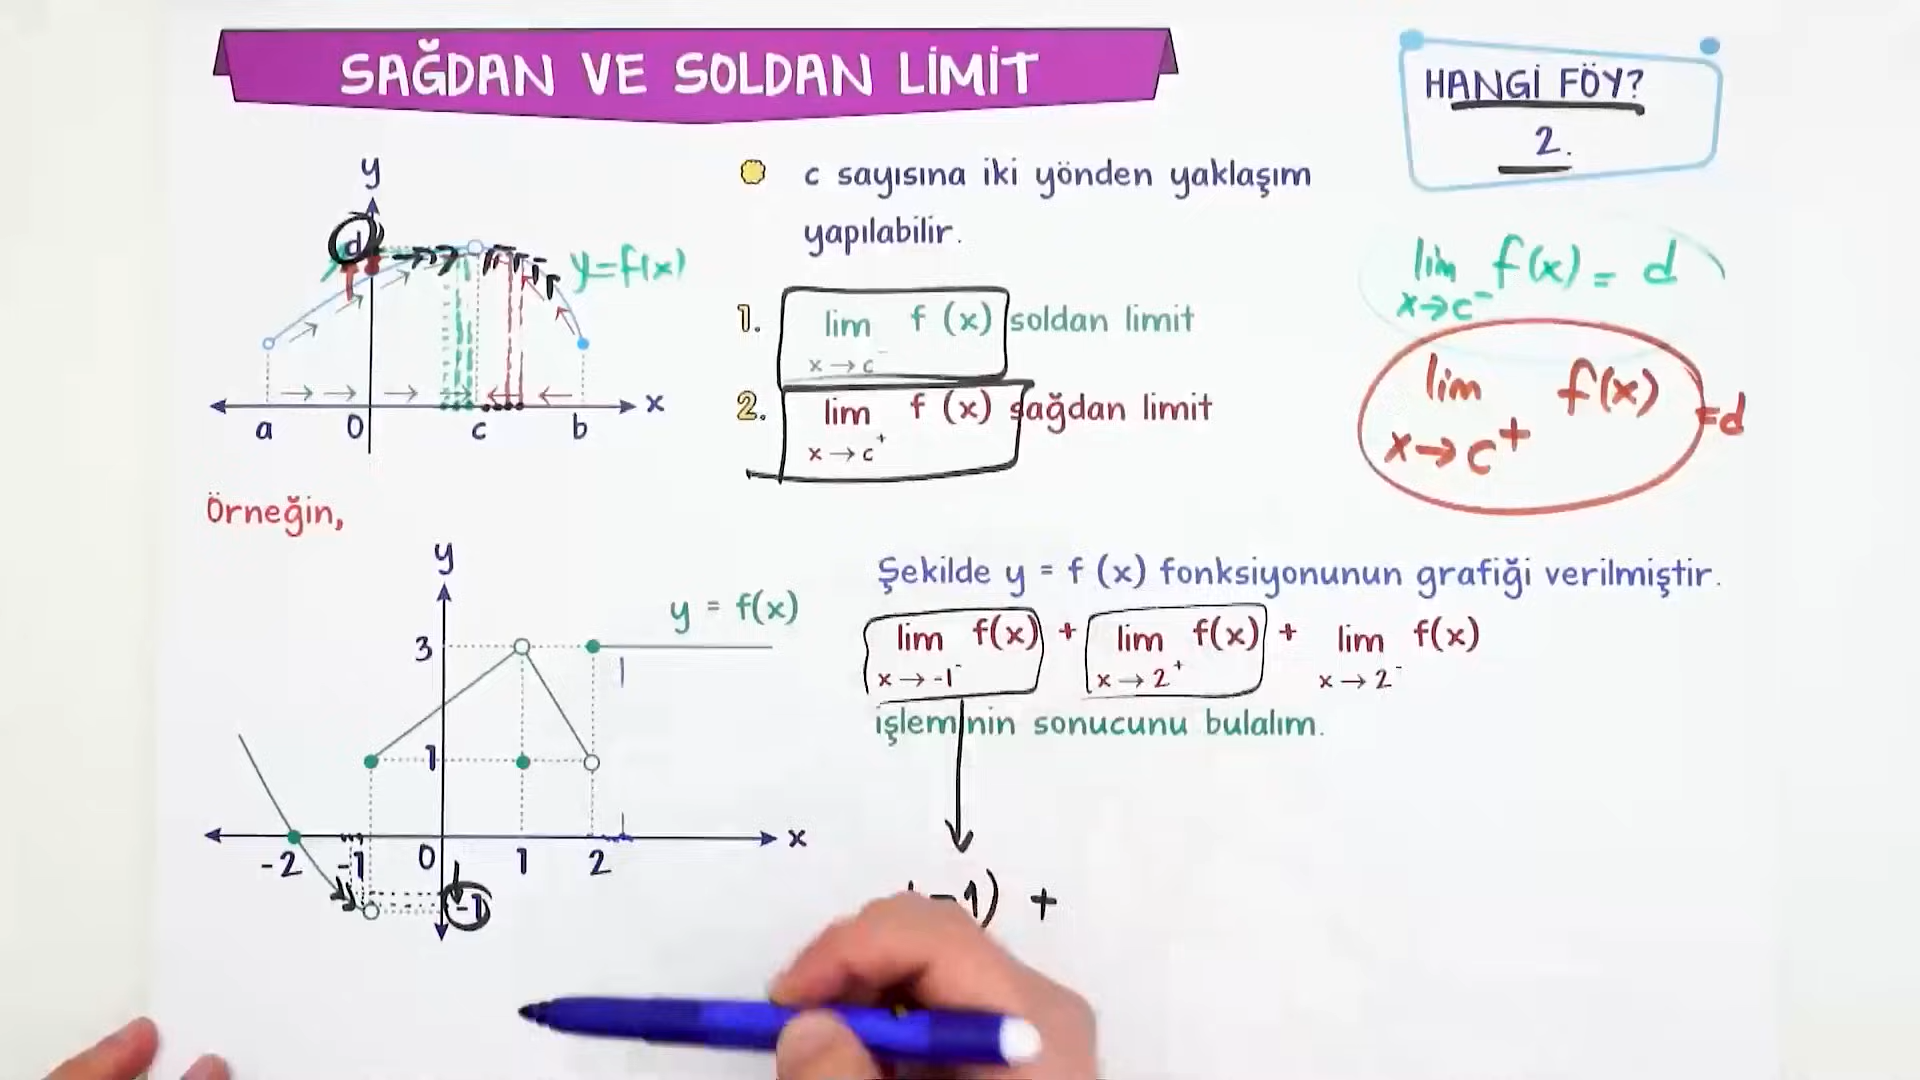 SAĞDAN VE SOLDAN LİMİT
HANGİ FÖY?
2.
y
d
y=f(x)
a 0 c b x
c sayısına iki yönden yaklaşım
yapılabilir.
1. lim f (x) soldan limit
x → c⁻
2. lim f (x) sağdan limit
x → c⁺
lim f(x) = d
x→c⁻
lim f(x) = d
x→c⁺
Örneğin,
y
y = f(x)
3
1
-2 -1 0 1 2 x
-1
Şekilde y = f (x) fonksiyonunun grafiği verilmiştir.
lim f(x) + lim f(x) + lim f(x)
x → -1⁻ x → 2⁺ x → 2⁻
işleminin sonucunu bulalım.
-1) +